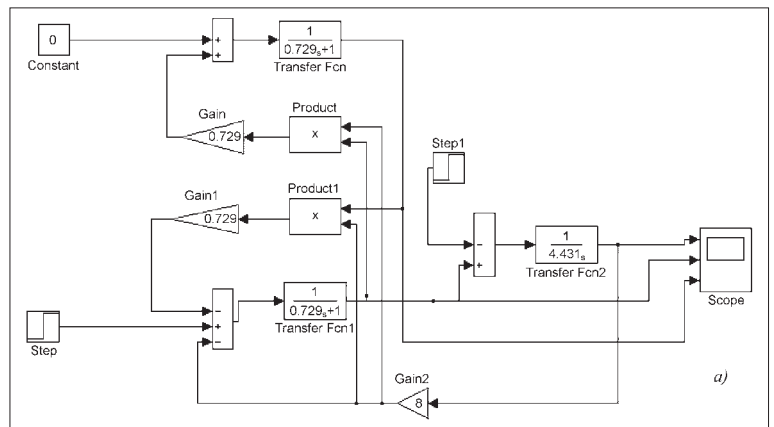 0
Constant
+
+
1
0.729s+1
Transfer Fcn
Gain
0.729
Product
x
Step1
Gain1
0.729
Product1
x
-
+
1
4.431s
Transfer Fcn2
Scope
Step
-
+
-
1
0.729s+1
Transfer Fcn1
Gain2
8
a)